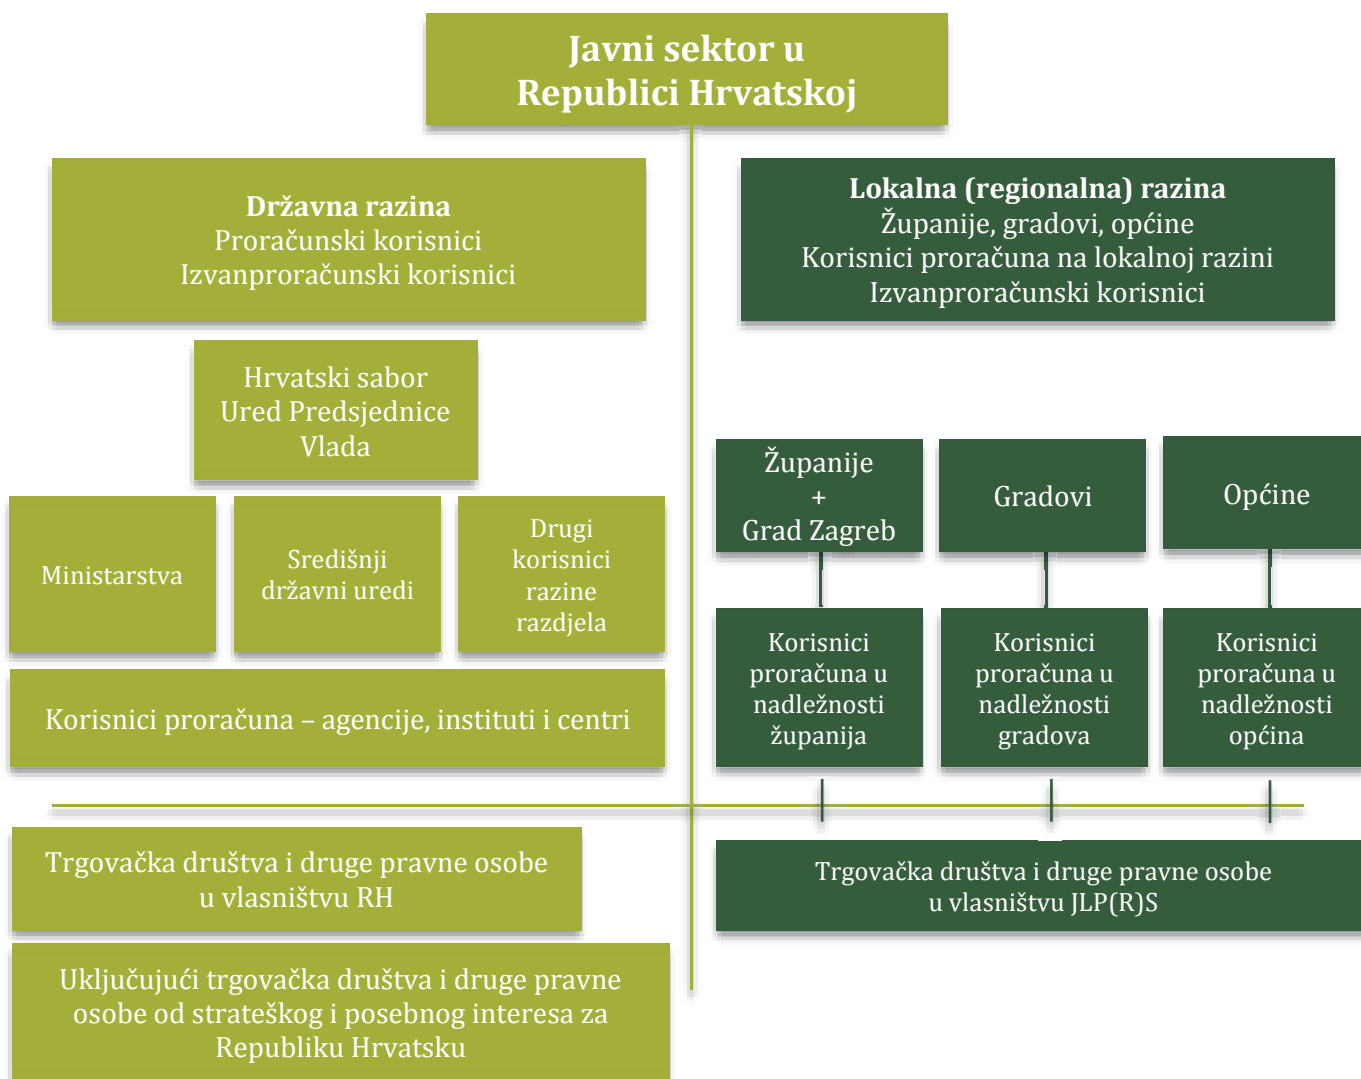 Javni sektor u
Republici Hrvatskoj
Državna razina
Proračunski korisnici
Izvanproračunski korisnici
Lokalna (regionalna) razina
Županije, gradovi, općine
Korisnici proračuna na lokalnoj razini
Izvanproračunski korisnici
Hrvatski sabor
Ured Predsjednice
Vlada
Ministarstva
Središnji
državni uredi
Drugi
korisnici
razine
razdjela
Korisnici proračuna – agencije, instituti i centri
Županije
+
Grad Zagreb
Gradovi
Općine
Korisnici
proračuna u
nadležnosti
županija
Korisnici
proračuna u
nadležnosti
gradova
Korisnici
proračuna u
nadležnosti
općina
Trgovačka društva i druge pravne osobe
u vlasništvu RH
Uključujući trgovačka društva i druge pravne
osobe od strateškog i posebnog interesa za
Republiku Hrvatsku
Trgovačka društva i druge pravne osobe
u vlasništvu JLP(R)S